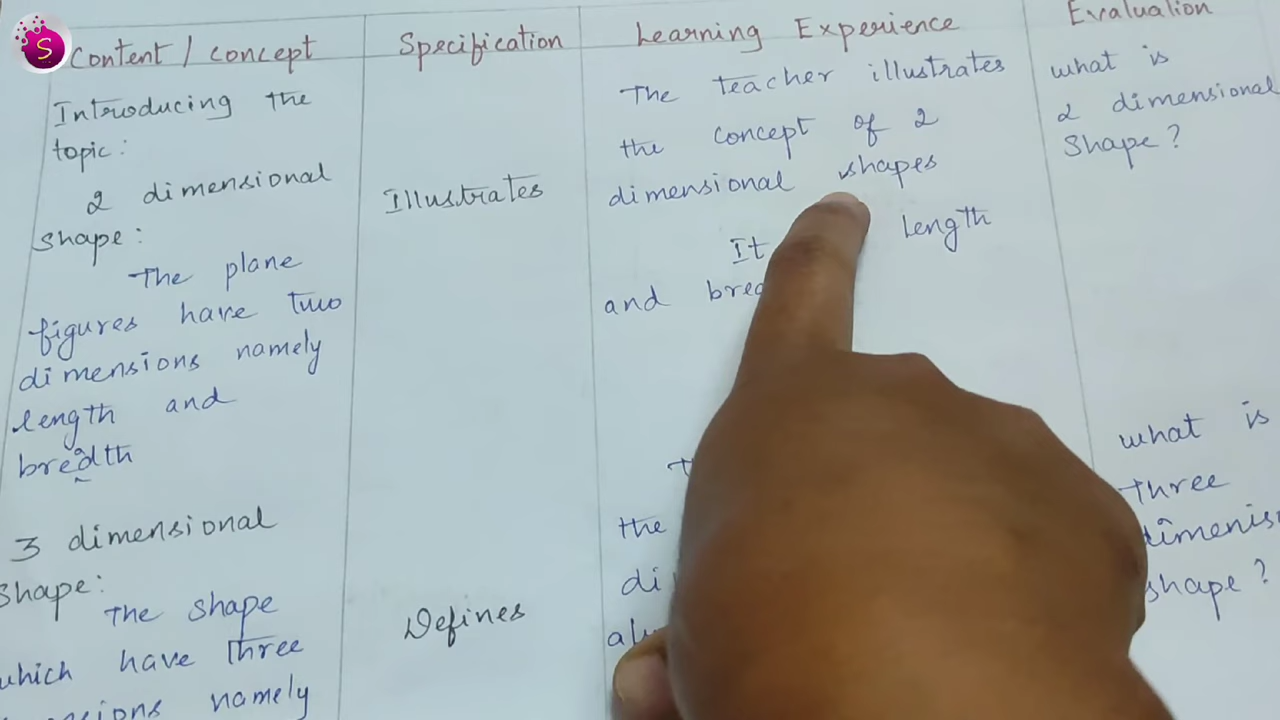 S
Content / concept
Introducing the
topic:
2 dimensional
shape:
The plane
figures have two
dimensions namely
length and
breadth
3 dimensional
shape:
The shape
which have three
namely
Specification
Illustrates
Defines
Learning Experience
The teacher illustrates
the concept of 2
dimensional shapes
It length
and
the
Evaluation
what is
2 dimensional
shape?
what is
three
shape?